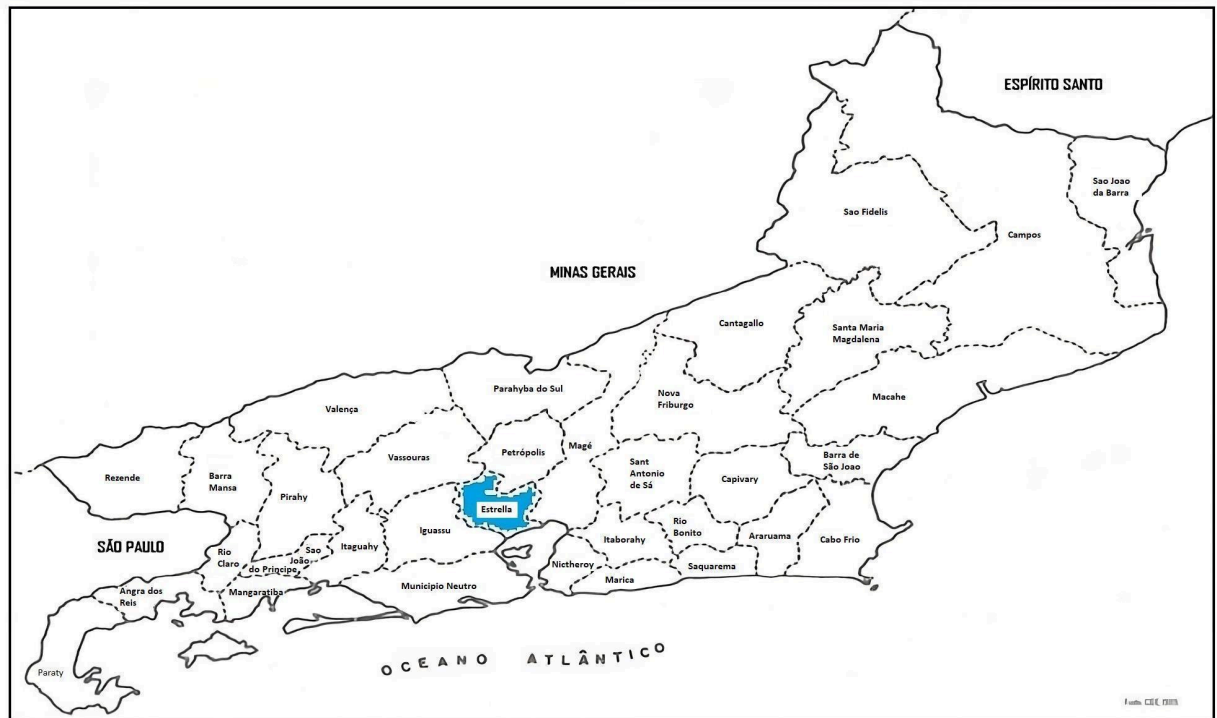 ESPÍRITO SANTO
Sao Joao
da Barra
Sao Fidelis
Campos
MINAS GERAIS
Cantagallo
Santa Maria
Magdalena
Parahyba do Sul
Nova
Friburgo
Macahe
Valença
Magé
Petrópolis
Vassouras
Barra de
São Joao
Sant
Antonio
de Sá
Rezende
Barra
Mansa
Capivary
Pirahy
Estrella
Iguassu
Rio
Bonito
Itaborahy
Araruama
Cabo Frio
SÃO PAULO
Sao
João
do Principe
Itaguahy
Rio
Claro
Nictheroy
Saquarema
Marica
Municipio Neutro
Angra dos
Reis
Mangaratiba
Paraty
OCEANO ATLÂNTICO